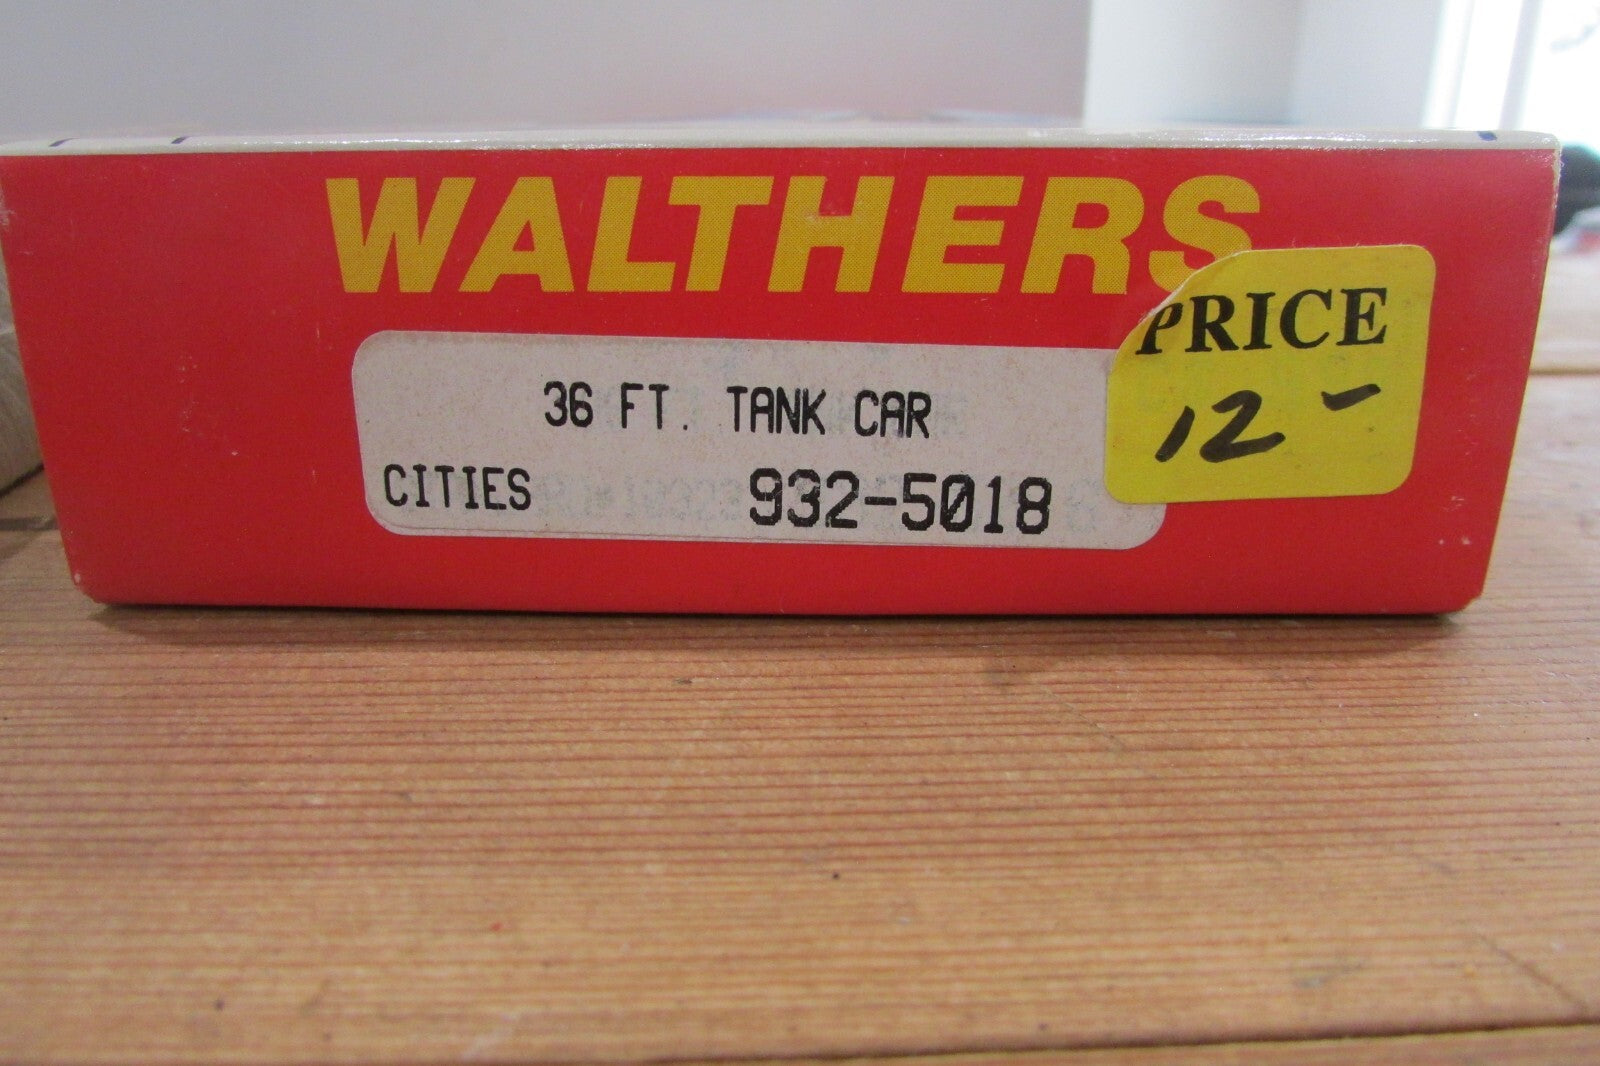 WALTHERS
PRICE
12-
36 FT. TANK CAR
CITIES 932-5018